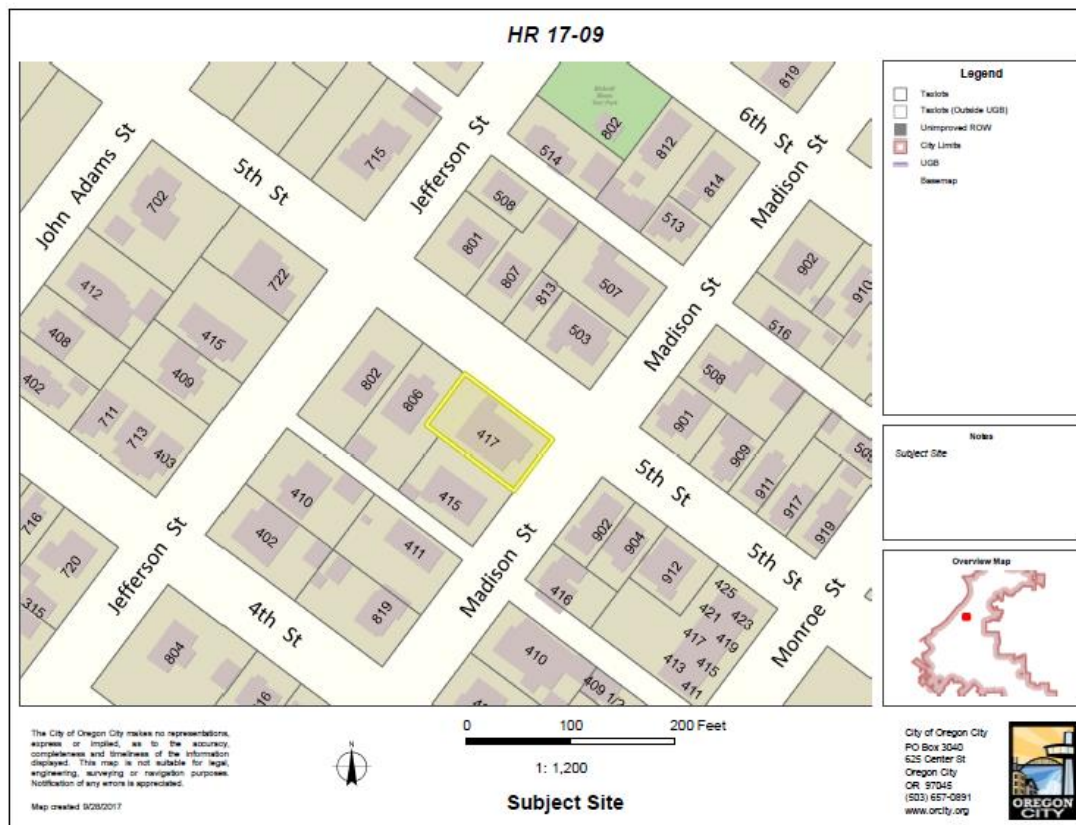 HR 17-09
819
6th St
802
812
John Adams St
5th St
715
Jefferson St
514
814
Madison St
702
508
513
801
902
722
807
507
910
412
813
Madison St
408
415
503
516
402
409
802
508
711
806
713
403
417
901
909
505
410
415
5th St
911
917
716
402
902
919
720
411
904
5th St
Jefferson St
912
425
315
Madison St
416
421
423
4th St
819
417
419
Monroe St
804
410
413
415
409 1/2
411
Legend
Taxlots
Taxlots (Outside UGB)
Unimproved ROW
City Limits
UGB
Basemap
Notes
Subject Site
Overview Map
The City of Oregon City makes no representations,
express or implied, as to the accuracy,
completeness and timeliness of the information
displayed. This map is not suitable for legal,
engineering, surveying or navigation purposes.
Notification of any errors is appreciated.
Map created 9/28/2017
N
0 100 200 Feet
1: 1,200
Subject Site
City of Oregon City
PO Box 3040
625 Center St
Oregon City
OR 97045
(503) 657-0891
www.orcity.org
OREGON
CITY